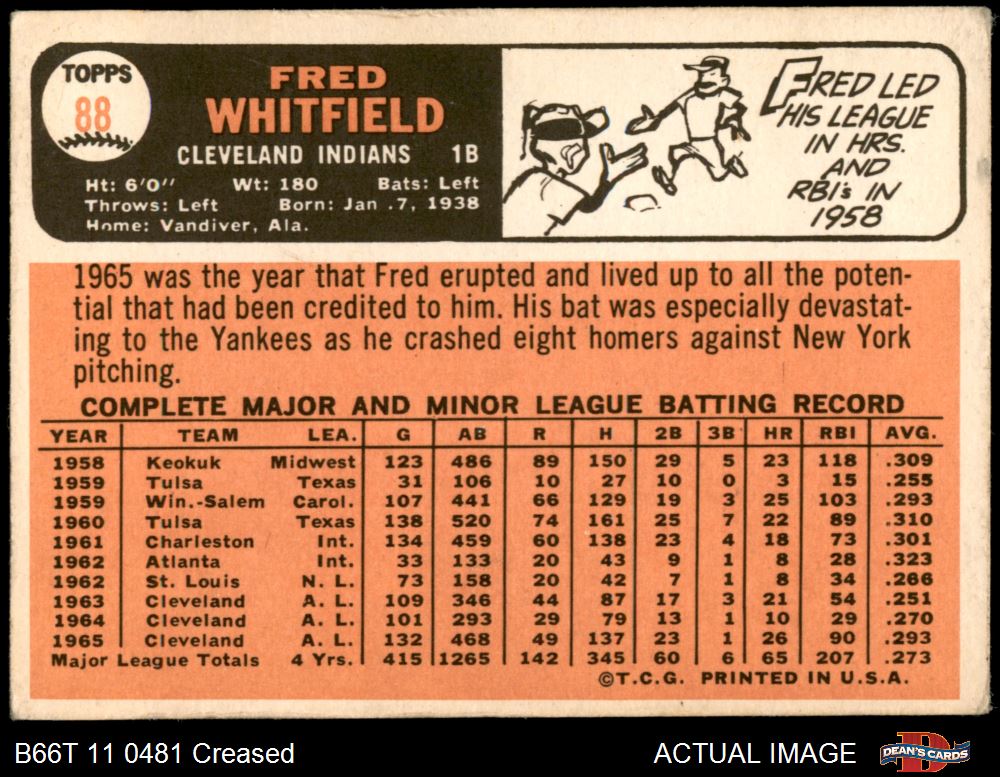 TOPPS
88
FRED
WHITFIELD
CLEVELAND INDIANS 1B
Ht: 6'0" Wt: 180 Bats: Left
Throws: Left Born: Jan .7, 1938
Home: Vandiver, Ala.
FRED LED
HIS LEAGUE
IN HRS.
AND
RBI's IN
1958
1965 was the year that Fred erupted and lived up to all the poten-
tial that had been credited to him. His bat was especially devastat-
ing to the Yankees as he crashed eight homers against New York
pitching.
COMPLETE MAJOR AND MINOR LEAGUE BATTING RECORD
YEAR TEAM LEA. G AB R H 2B 3B HR RBI AVG.
1958 Keokuk Midwest 123 486 89 150 29 5 23 118 .309
1959 Tulsa Texas 31 106 10 27 10 0 3 15 .255
1959 Win.-Salem Carol. 107 441 66 129 19 3 25 103 .293
1960 Tulsa Texas 138 520 74 161 25 7 22 89 .310
1961 Charleston Int. 134 459 60 138 23 4 18 73 .301
1962 Atlanta Int. 33 133 20 43 9 1 8 28 .323
1962 St. Louis N. L. 73 158 20 42 7 1 8 34 .266
1963 Cleveland A. L. 109 346 44 87 17 3 21 54 .251
1964 Cleveland A. L. 101 293 29 79 13 1 10 29 .270
1965 Cleveland A. L. 132 468 49 137 23 1 26 90 .293
Major League Totals 4 Yrs. 415 1265 142 345 60 6 65 207 .273
©T.C.G. PRINTED IN U.S.A.
B66T 11 0481 Creased
ACTUAL IMAGE
DEAN'S CARDS